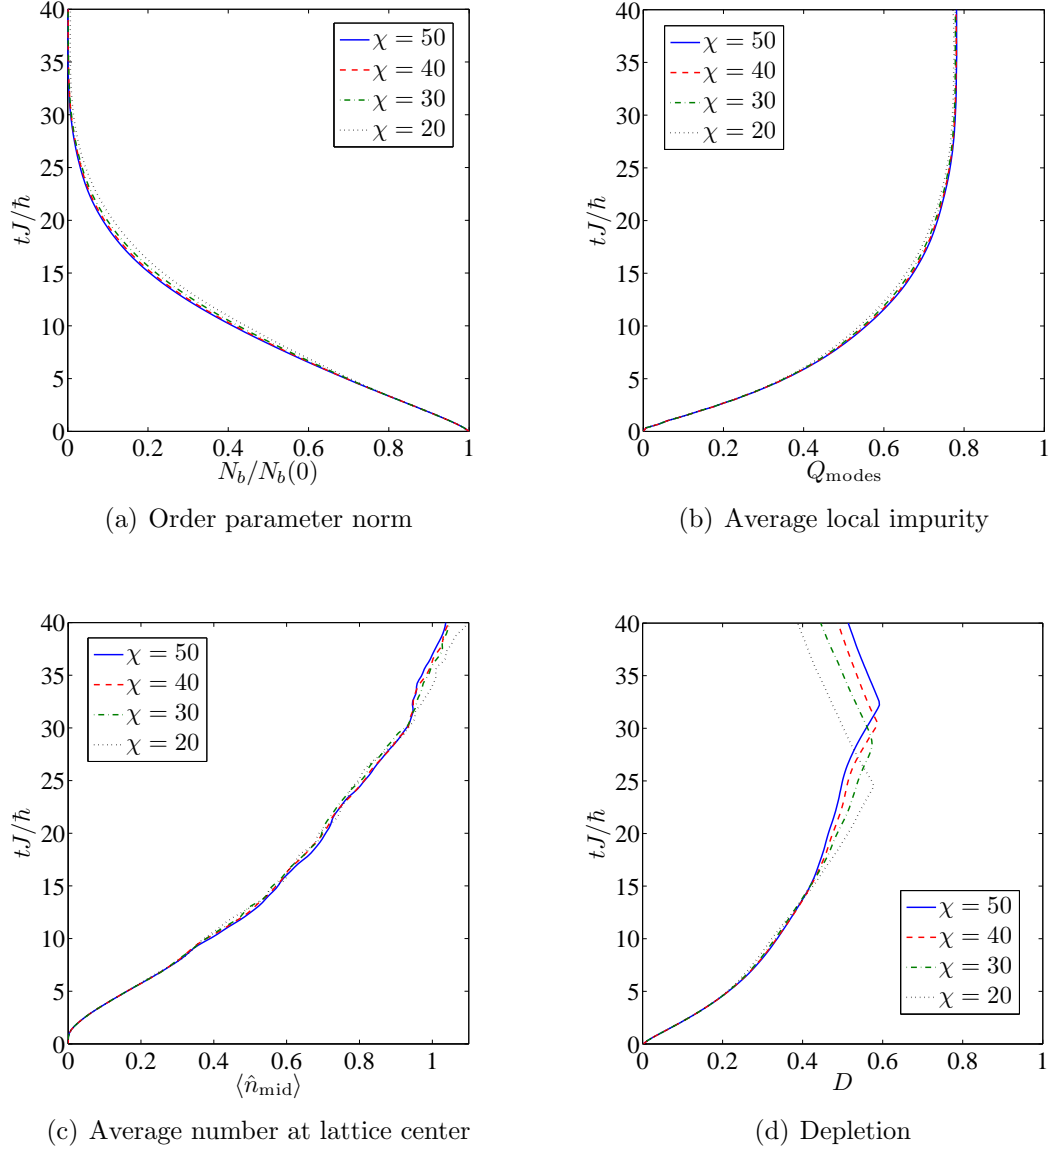 40
35
30
25
20
15
10
5
0
tJ/ħ
χ = 50
χ = 40
χ = 30
χ = 20
0 0.2 0.4 0.6 0.8 1
N_b/N_b(0)
(a) Order parameter norm
40
35
30
25
20
15
10
5
0
tJ/ħ
χ = 50
χ = 40
χ = 30
χ = 20
0 0.2 0.4 0.6 0.8 1
Q_modes
(b) Average local impurity
40
35
30
25
20
15
10
5
0
tJ/ħ
χ = 50
χ = 40
χ = 30
χ = 20
0 0.2 0.4 0.6 0.8 1
⟨n̂_mid⟩
(c) Average number at lattice center
40
35
30
25
20
15
10
5
0
tJ/ħ
χ = 50
χ = 40
χ = 30
χ = 20
0 0.2 0.4 0.6 0.8 1
D
(d) Depletion